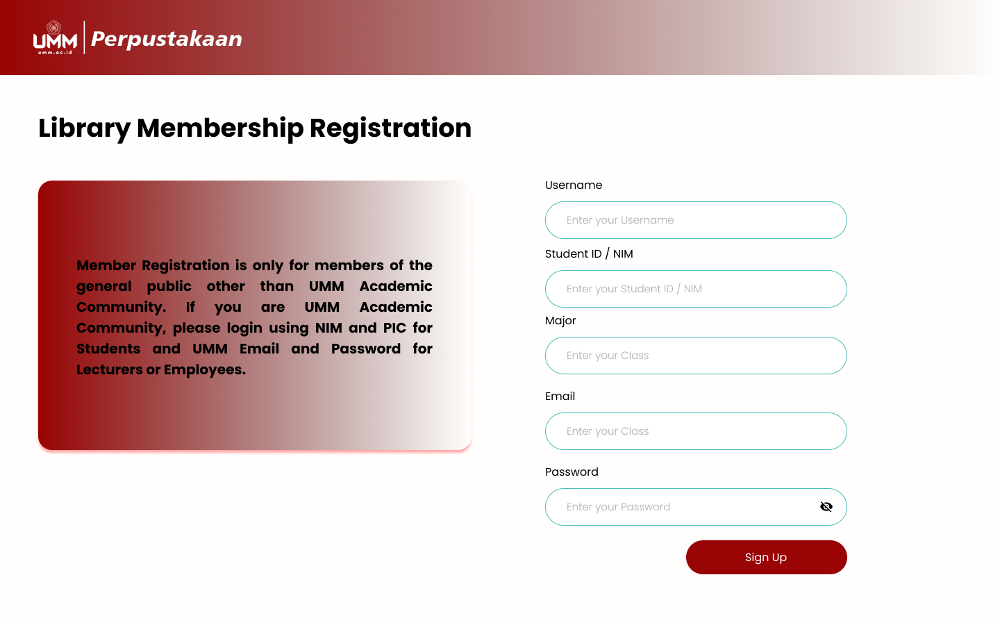 UMM
umm.ac.id
Perpustakaan
Library Membership Registration
Member Registration is only for members of the
general public other than UMM Academic
Community. If you are UMM Academic
Community, please login using NIM and PIC for
Students and UMM Email and Password for
Lecturers or Employees.
Username
Enter your Username
Student ID / NIM
Enter your Student ID / NIM
Major
Enter your Class
Email
Enter your Class
Password
Enter your Password
Sign Up